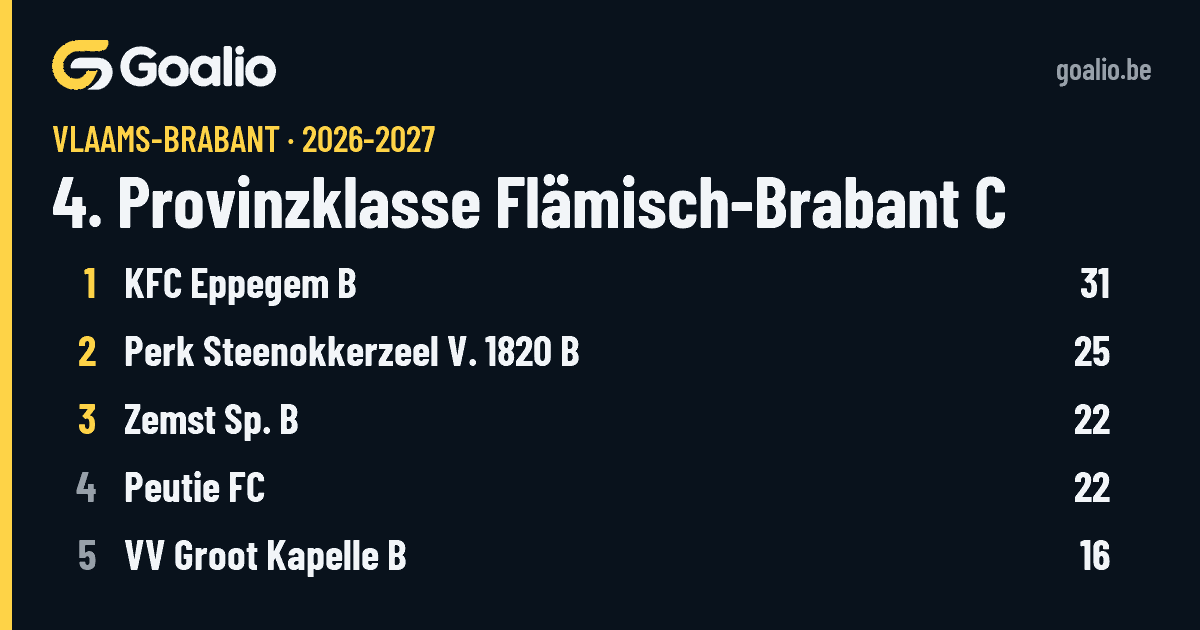 Goalio
goalio.be
VLAAMS-BRABANT · 2026-2027
4. Provinzklasse Flämisch-Brabant C
1 KFC Eppegem B 31
2 Perk Steenokkerzeel V. 1820 B 25
3 Zemst Sp. B 22
4 Peutie FC 22
5 VV Groot Kapelle B 16